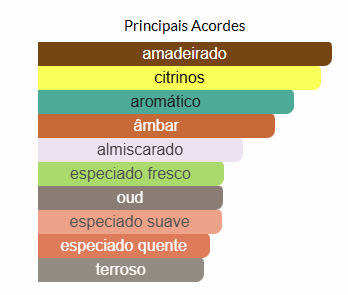 Principais Acordes
amadeirado
citrinos
aromático
âmbar
almiscarado
especiado fresco
oud
especiado suave
especiado quente
terroso